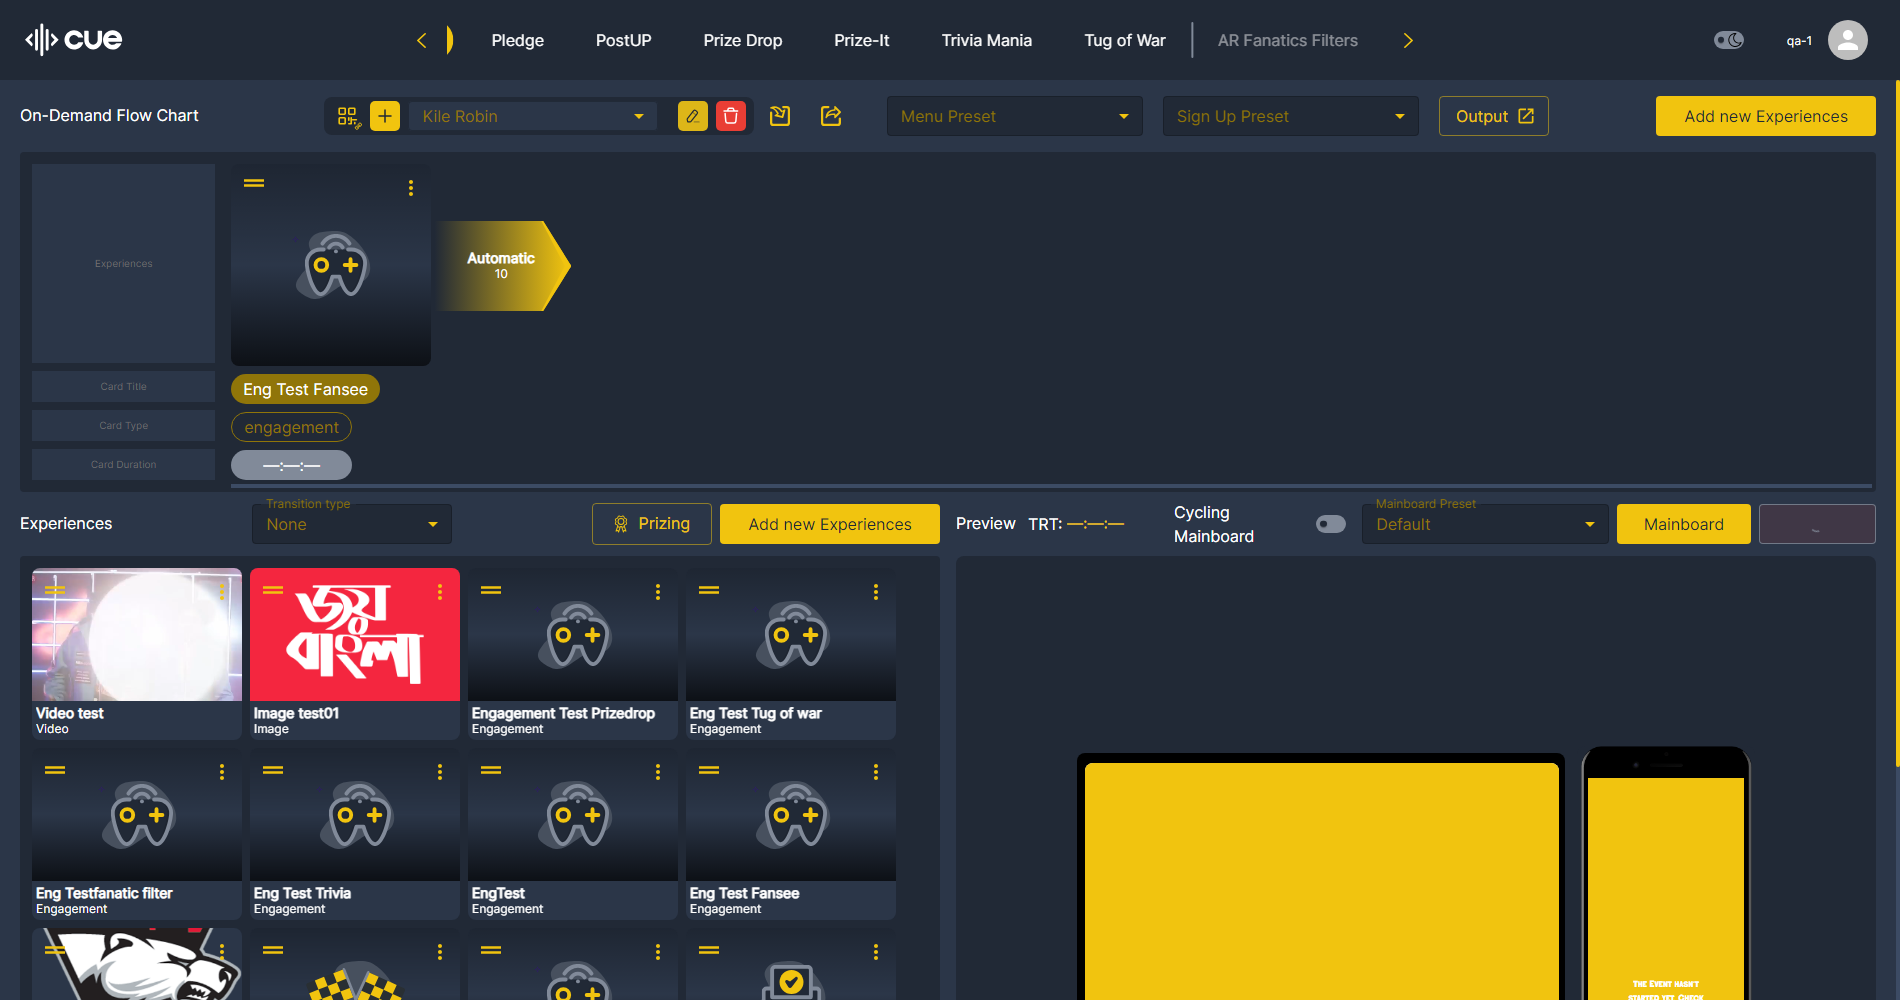 cue
Pledge
PostUP
Prize Drop
Prize-It
Trivia Mania
Tug of War
AR Fanatics Filters
qa-1
On-Demand Flow Chart
Kile Robin
Menu Preset
Sign Up Preset
Output
Add new Experiences
Experiences
Automatic
10
Card Title
Eng Test Fansee
Card Type
engagement
Card Duration
—:—:—
Experiences
Transition type
None
Prizing
Add new Experiences
Preview
TRT: —:—:—
Cycling
Mainboard
Mainboard Preset
Default
Mainboard
জয়
বাংলা
Video test
Video
Image test01
Image
Engagement Test Prizedrop
Engagement
Eng Test Tug of war
Engagement
Eng Testfanatic filter
Engagement
Eng Test Trivia
Engagement
EngTest
Engagement
Eng Test Fansee
Engagement
The Event hasn't
started yet. Check